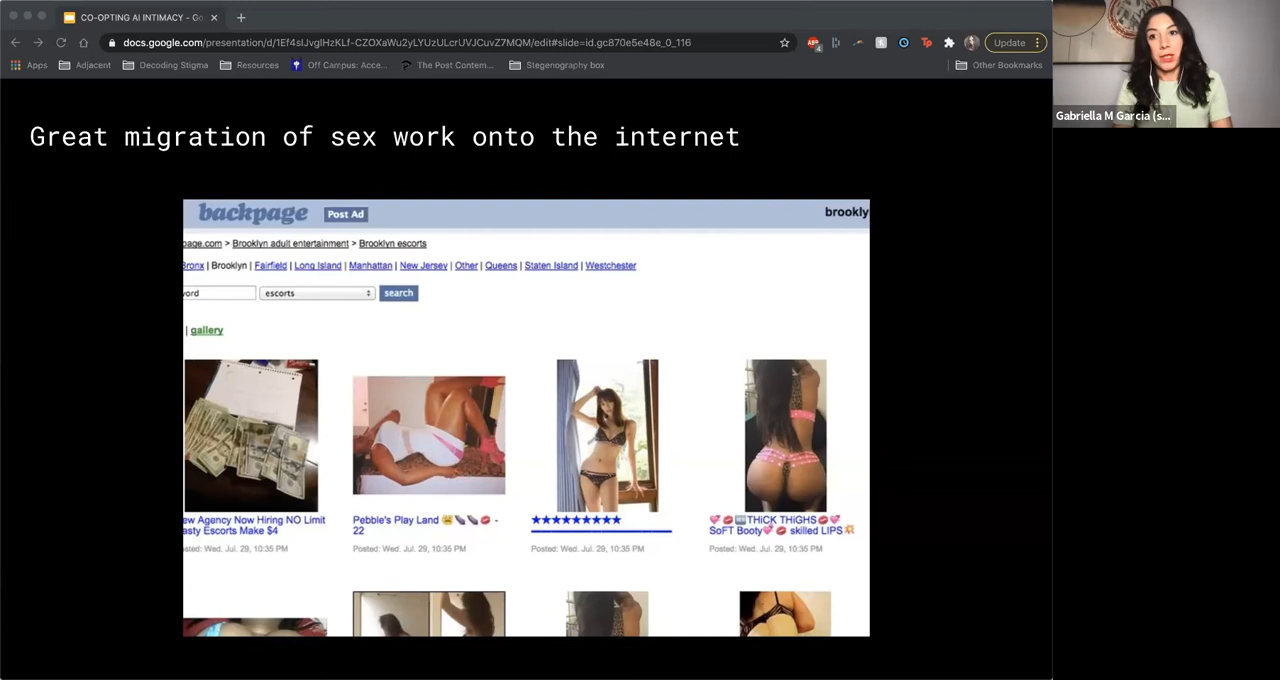 CO-OPTING AI INTIMACY - Go
docs.google.com/presentation/d/1Ef4sIJvglHzKLf-CZOXaWu2yLYUzULcrUVJCuvZ7MQM/edit#slide=id.gc870e5e48e_0_116
ABP
4
Tp
Update
Apps
Adjacent
Decoding Stigma
Resources
Off Campus: Acce...
The Post Contem...
Stegenography box
Other Bookmarks
Gabriella M Garcia (s...
Great migration of sex work onto the internet
backpage
Post Ad
brookly
page.com > Brooklyn adult entertainment > Brooklyn escorts
Bronx | Brooklyn | Fairfield | Long Island | Manhattan | New Jersey | Other | Queens | Staten Island | Westchester
word
escorts
search
| gallery
ew Agency Now Hiring NO Limit
asty Escorts Make $4
osted: Wed. Jul. 29, 10:35 PM
Pebble's Play Land 😫🍆🍆💋 -
22
Posted: Wed. Jul. 29, 10:35 PM
★★★★★★★★★
Posted: Wed. Jul. 29, 10:35 PM
THiCK THiGHS
SoFT Booty skilled LIPS
Posted: Wed. Jul. 29, 10:35 PM